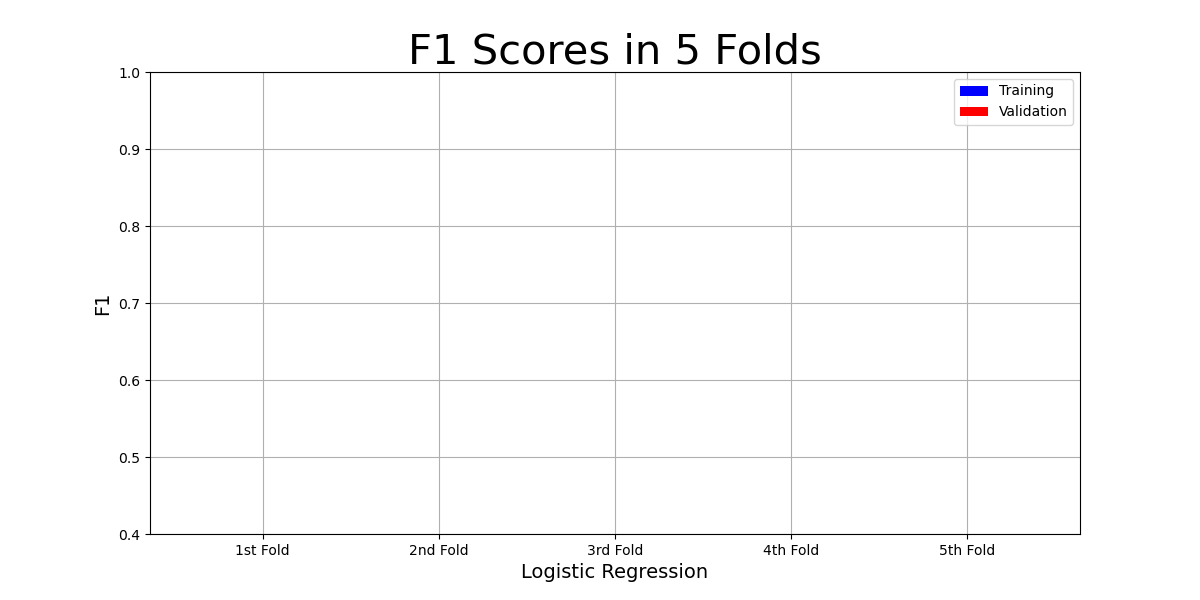 F1 Scores in 5 Folds
1.0
Training
Validation
0.9
0.8
0.7
F1
0.6
0.5
0.4
1st Fold 2nd Fold 3rd Fold 4th Fold 5th Fold
Logistic Regression